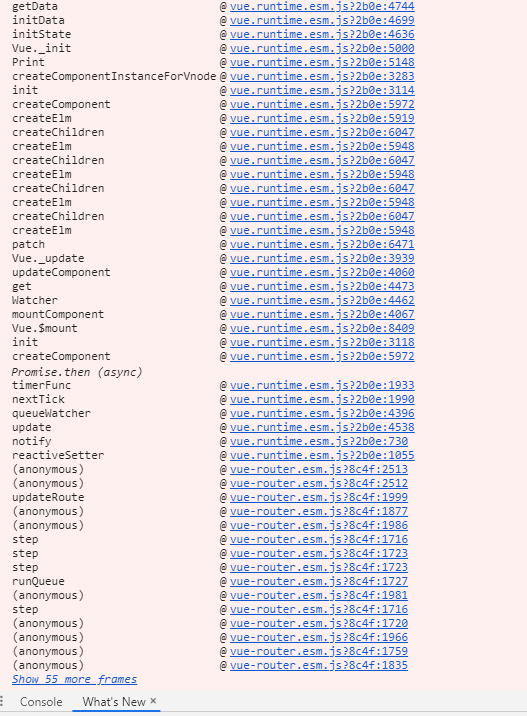 getData @ vue.runtime.esm.js?2b0e:4744
initData @ vue.runtime.esm.js?2b0e:4699
initState @ vue.runtime.esm.js?2b0e:4636
Vue._init @ vue.runtime.esm.js?2b0e:5000
Print @ vue.runtime.esm.js?2b0e:5148
createComponentInstanceForVnode @ vue.runtime.esm.js?2b0e:3283
init @ vue.runtime.esm.js?2b0e:3114
createComponent @ vue.runtime.esm.js?2b0e:5972
createElm @ vue.runtime.esm.js?2b0e:5919
createChildren @ vue.runtime.esm.js?2b0e:6047
createElm @ vue.runtime.esm.js?2b0e:5948
createChildren @ vue.runtime.esm.js?2b0e:6047
createElm @ vue.runtime.esm.js?2b0e:5948
createChildren @ vue.runtime.esm.js?2b0e:6047
createElm @ vue.runtime.esm.js?2b0e:5948
createChildren @ vue.runtime.esm.js?2b0e:6047
createElm @ vue.runtime.esm.js?2b0e:5948
patch @ vue.runtime.esm.js?2b0e:6471
Vue._update @ vue.runtime.esm.js?2b0e:3939
updateComponent @ vue.runtime.esm.js?2b0e:4060
get @ vue.runtime.esm.js?2b0e:4473
Watcher @ vue.runtime.esm.js?2b0e:4462
mountComponent @ vue.runtime.esm.js?2b0e:4067
Vue.$mount @ vue.runtime.esm.js?2b0e:8409
init @ vue.runtime.esm.js?2b0e:3118
createComponent @ vue.runtime.esm.js?2b0e:5972
Promise.then (async)
timerFunc @ vue.runtime.esm.js?2b0e:1933
nextTick @ vue.runtime.esm.js?2b0e:1990
queueWatcher @ vue.runtime.esm.js?2b0e:4396
update @ vue.runtime.esm.js?2b0e:4538
notify @ vue.runtime.esm.js?2b0e:730
reactiveSetter @ vue.runtime.esm.js?2b0e:1055
(anonymous) @ vue-router.esm.js?8c4f:2513
(anonymous) @ vue-router.esm.js?8c4f:2512
updateRoute @ vue-router.esm.js?8c4f:1999
(anonymous) @ vue-router.esm.js?8c4f:1877
(anonymous) @ vue-router.esm.js?8c4f:1986
step @ vue-router.esm.js?8c4f:1716
step @ vue-router.esm.js?8c4f:1723
step @ vue-router.esm.js?8c4f:1723
runQueue @ vue-router.esm.js?8c4f:1727
(anonymous) @ vue-router.esm.js?8c4f:1981
step @ vue-router.esm.js?8c4f:1716
(anonymous) @ vue-router.esm.js?8c4f:1720
(anonymous) @ vue-router.esm.js?8c4f:1966
(anonymous) @ vue-router.esm.js?8c4f:1759
(anonymous) @ vue-router.esm.js?8c4f:1835
Show 55 more frames
Console What's New ×